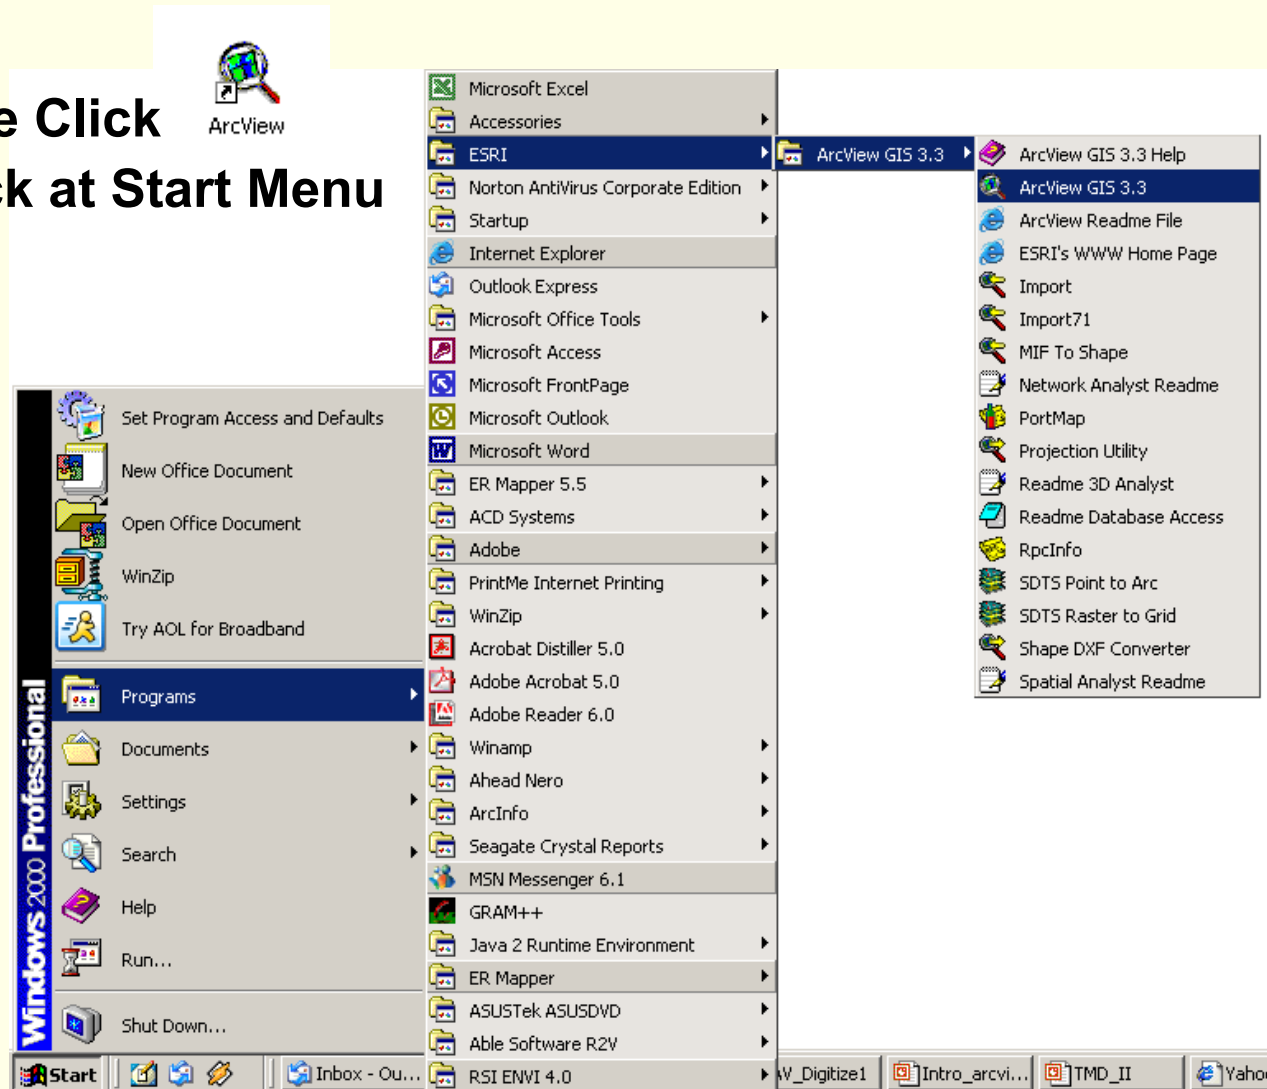 e Click
ArcView
ck at Start Menu
Microsoft Excel
Accessories
ESRI
Norton AntiVirus Corporate Edition
Startup
Internet Explorer
Outlook Express
Microsoft Office Tools
Microsoft Access
Microsoft FrontPage
Microsoft Outlook
Microsoft Word
ER Mapper 5.5
ACD Systems
Adobe
PrintMe Internet Printing
WinZip
Acrobat Distiller 5.0
Adobe Acrobat 5.0
Adobe Reader 6.0
Winamp
Ahead Nero
ArcInfo
Seagate Crystal Reports
MSN Messenger 6.1
GRAM++
Java 2 Runtime Environment
ER Mapper
ASUSTek ASUSDVD
Able Software R2V
RSI ENVI 4.0
ArcView GIS 3.3
ArcView GIS 3.3 Help
ArcView GIS 3.3
ArcView Readme File
ESRI's WWW Home Page
Import
Import71
MIF To Shape
Network Analyst Readme
PortMap
Projection Utility
Readme 3D Analyst
Readme Database Access
RpcInfo
SDTS Point to Arc
SDTS Raster to Grid
Shape DXF Converter
Spatial Analyst Readme
Set Program Access and Defaults
New Office Document
Open Office Document
WinZip
Try AOL for Broadband
Programs
Documents
Settings
Search
Help
Run...
Shut Down...
Windows 2000 Professional
Start
Inbox - Ou...
AV_Digitize1
Intro_arcvi...
TMD_II
Yahoo